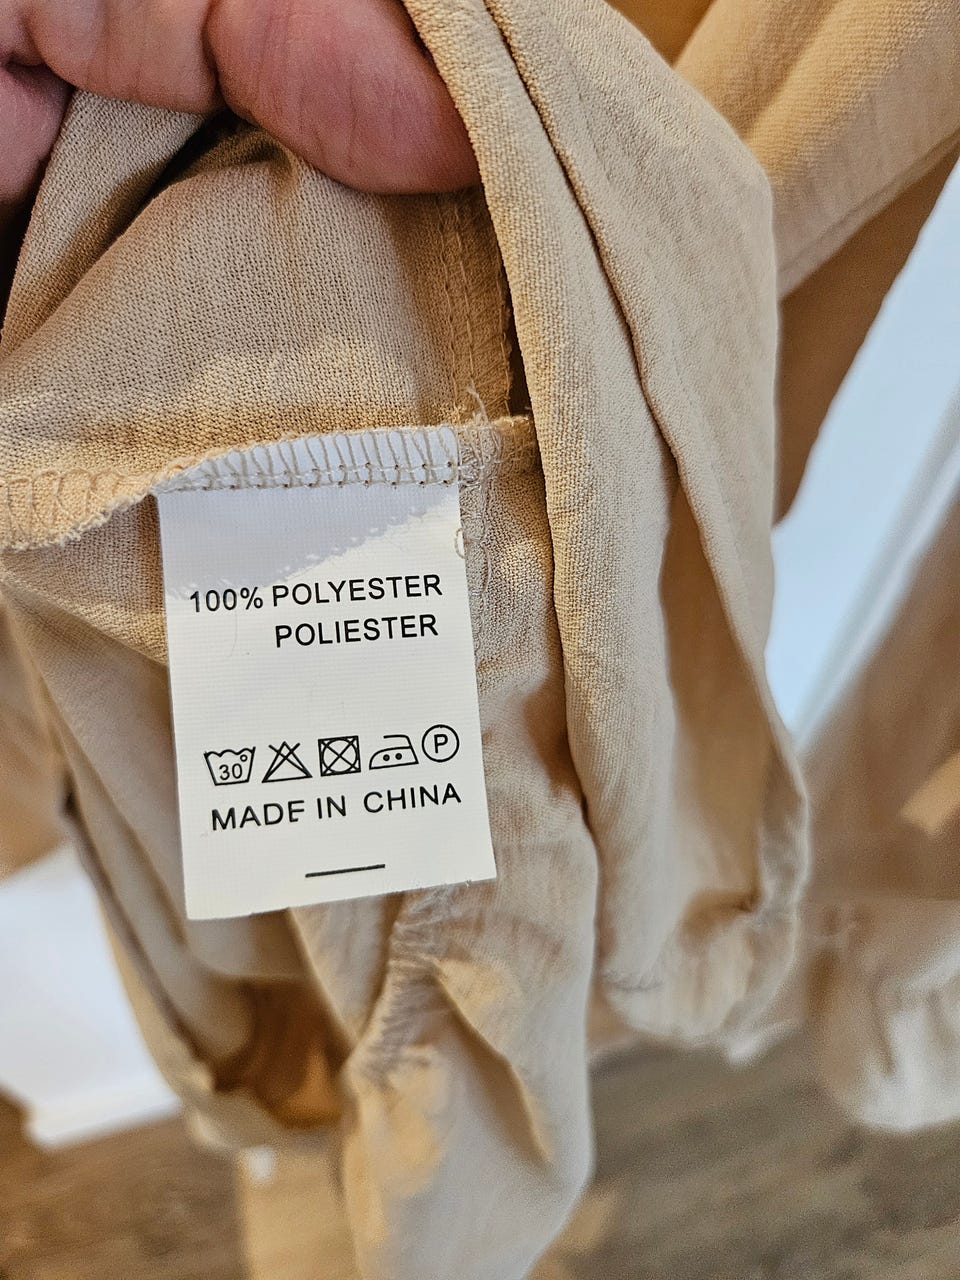 100% POLYESTER
POLIESTER
30°
P
MADE IN CHINA